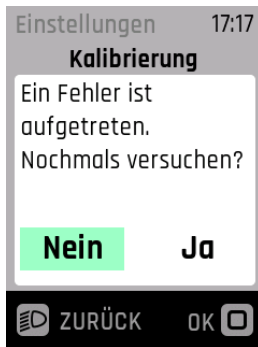 Einstellungen 17:17
Kalibrierung
Ein Fehler ist
aufgetreten.
Nochmals versuchen?
Nein Ja
ZURÜCK OK